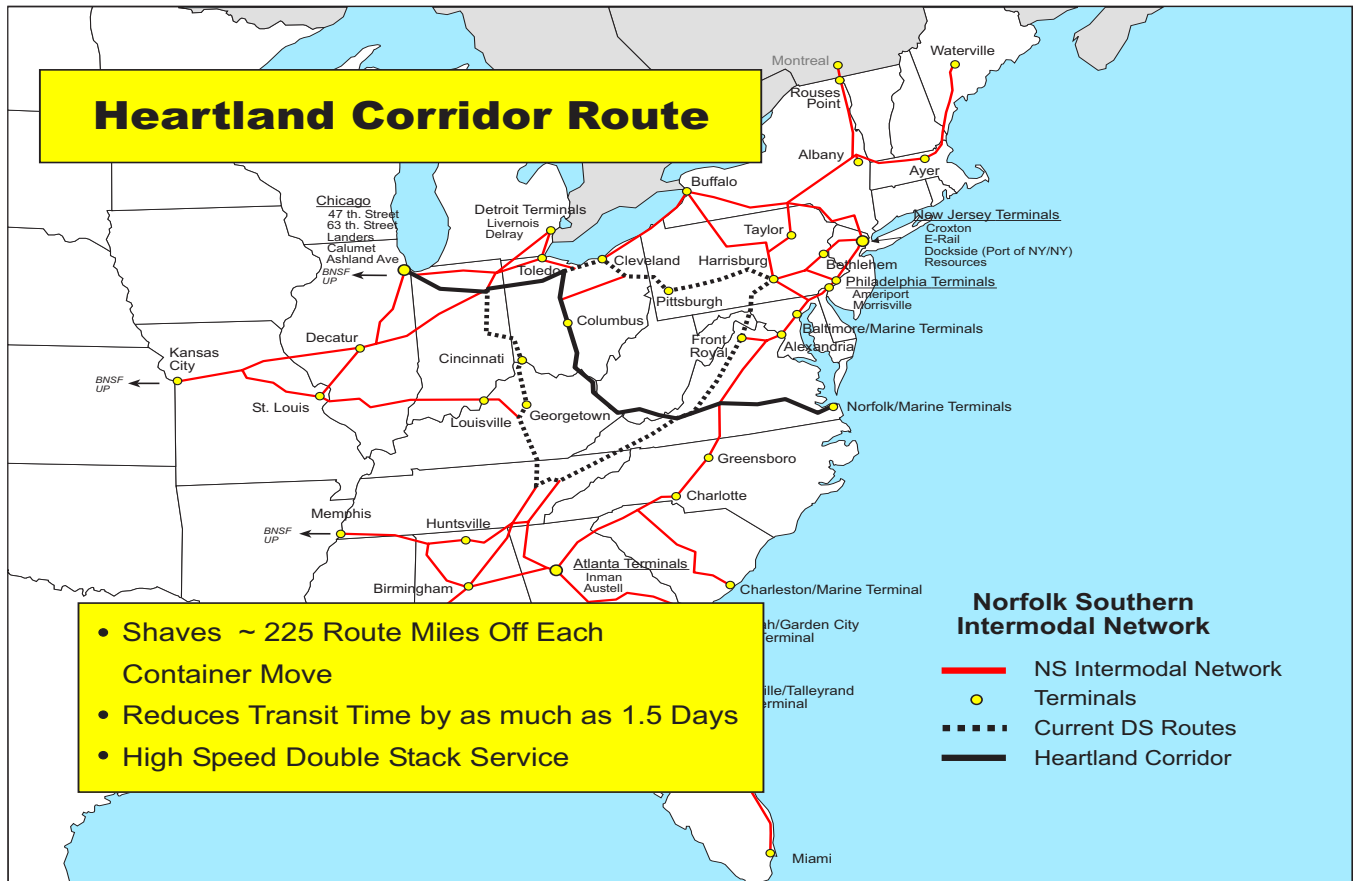 Heartland Corridor Route
Montreal
Waterville
Rouses
Point
Albany
Ayer
Buffalo
Chicago
47 th. Street
63 th. Street
Landers
Calumet
Ashland Ave
BNSF
UP
Detroit Terminals
Livernois
Delray
Toledo
Cleveland
Taylor
Harrisburg
Pittsburgh
Bethlehem
New Jersey Terminals
Croxton
E-Rail
Dockside (Port of NY/NY)
Resources
Philadelphia Terminals
Ameriport
Morrisville
Baltimore/Marine Terminals
Alexandria
Front
Royal
Columbus
Decatur
Cincinnati
Kansas
City
BNSF
UP
St. Louis
Louisville
Georgetown
Norfolk/Marine Terminals
Greensboro
Charlotte
Memphis
BNSF
UP
Huntsville
Birmingham
Atlanta Terminals
Inman
Austell
Charleston/Marine Terminal
ah/Garden City
Terminal
ville/Talleyrand
erminal
Miami
• Shaves ~ 225 Route Miles Off Each
Container Move
• Reduces Transit Time by as much as 1.5 Days
• High Speed Double Stack Service
Norfolk Southern
Intermodal Network
NS Intermodal Network
Terminals
Current DS Routes
Heartland Corridor